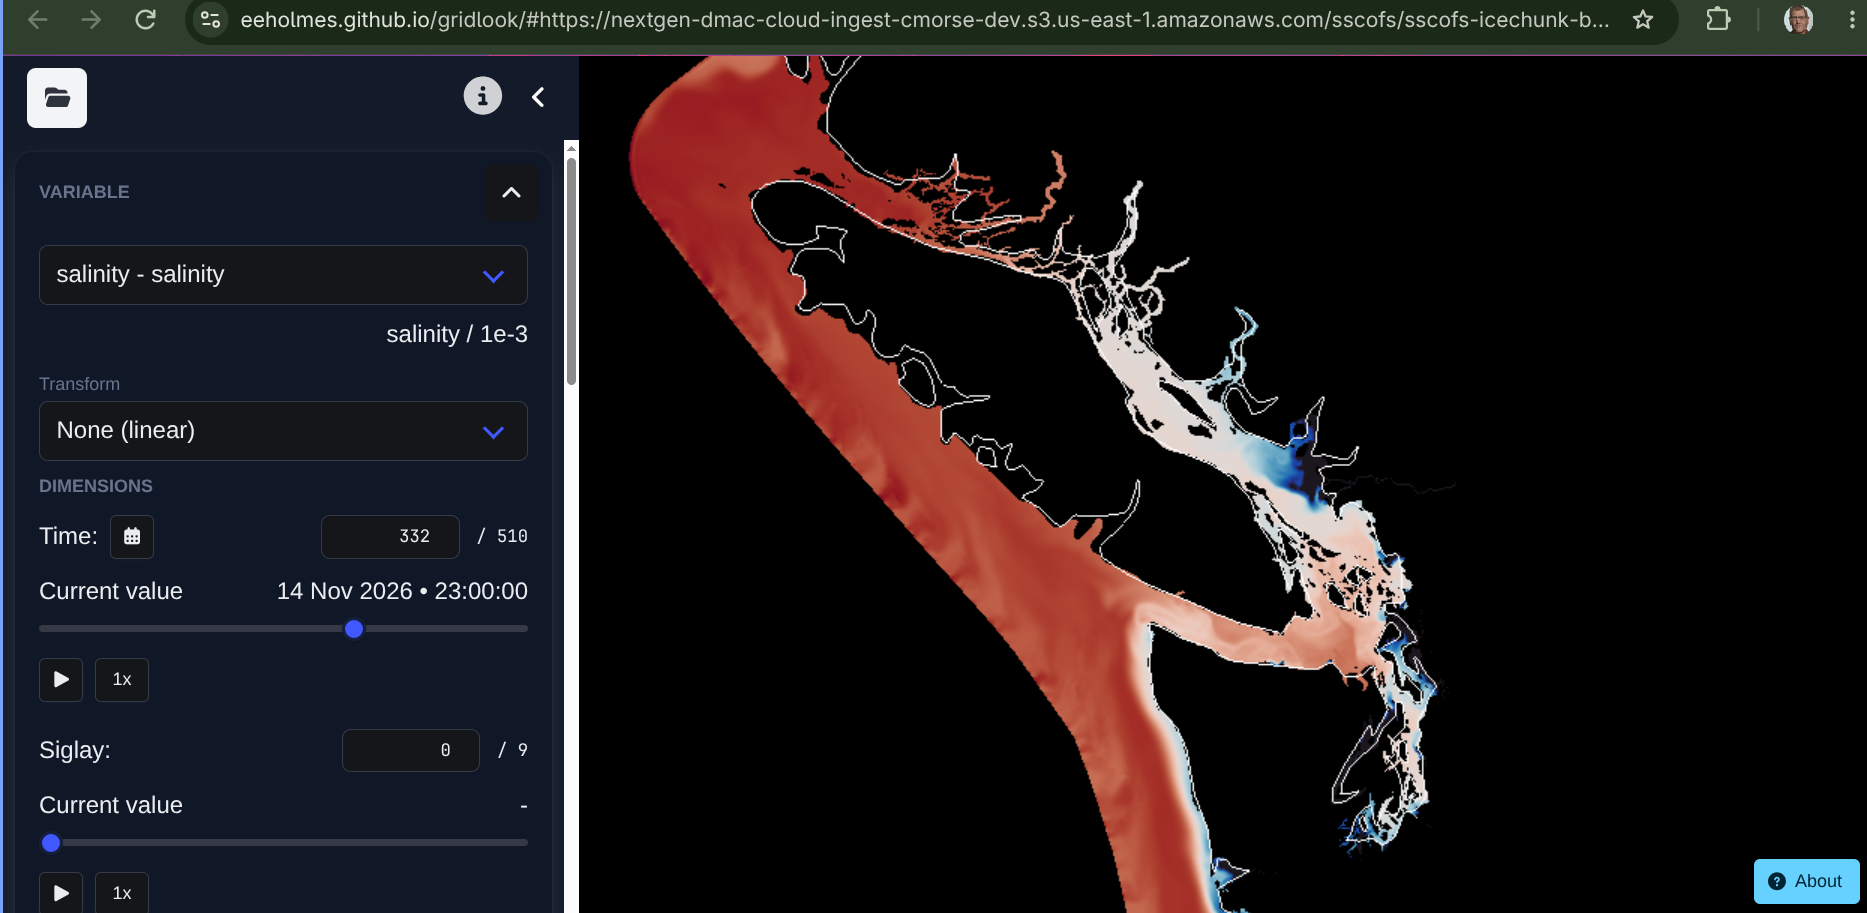 eeholmes.github.io/gridlook/#https://nextgen-dmac-cloud-ingest-cmorse-dev.s3.us-east-1.amazonaws.com/sscofs/sscofs-icechunk-b...
VARIABLE
salinity - salinity
salinity / 1e-3
Transform
None (linear)
DIMENSIONS
Time: 332 / 510
Current value 14 Nov 2026 • 23:00:00
1x
Siglay: 0 / 9
Current value -
1x
About